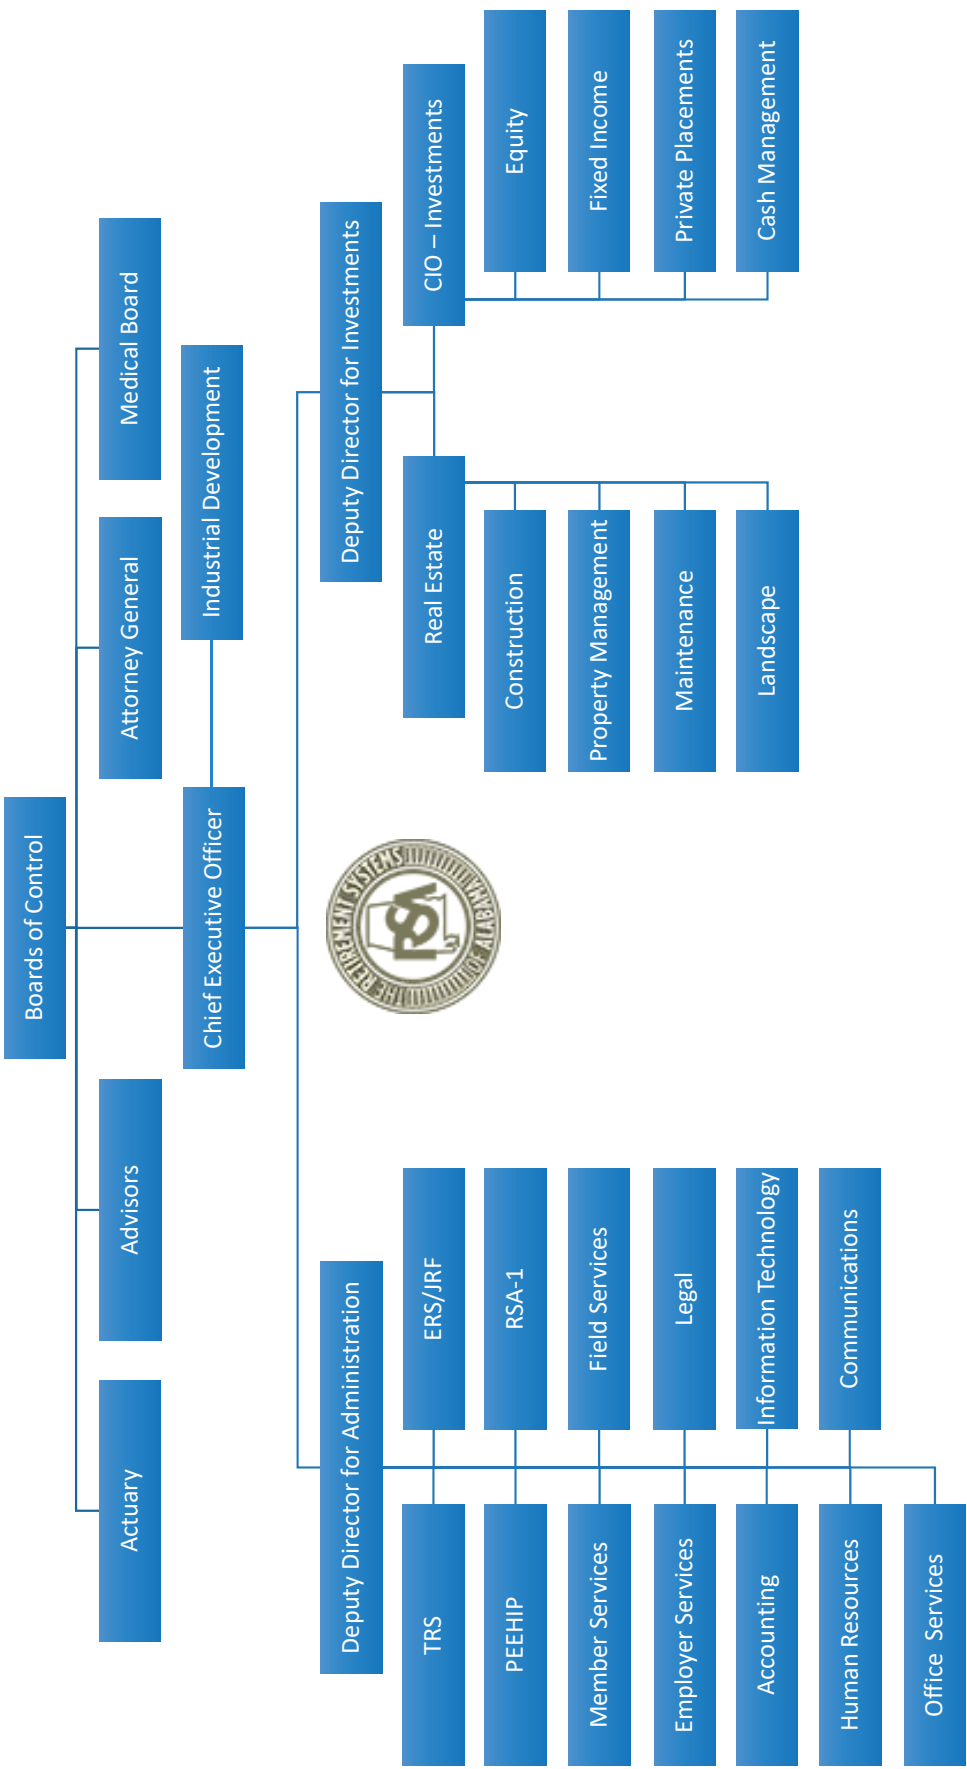 Boards of Control
Actuary
Advisors
Attorney General
Medical Board
Chief Executive Officer
Industrial Development
Deputy Director for Administration
Deputy Director for Investments
TRS
ERS/JRF
PEEHIP
RSA-1
Member Services
Field Services
Employer Services
Legal
Accounting
Information Technology
Human Resources
Communications
Office Services
THE RETIREMENT SYSTEMS
OF ALABAMA
RSA
Real Estate
CIO – Investments
Construction
Property Management
Maintenance
Landscape
Equity
Fixed Income
Private Placements
Cash Management